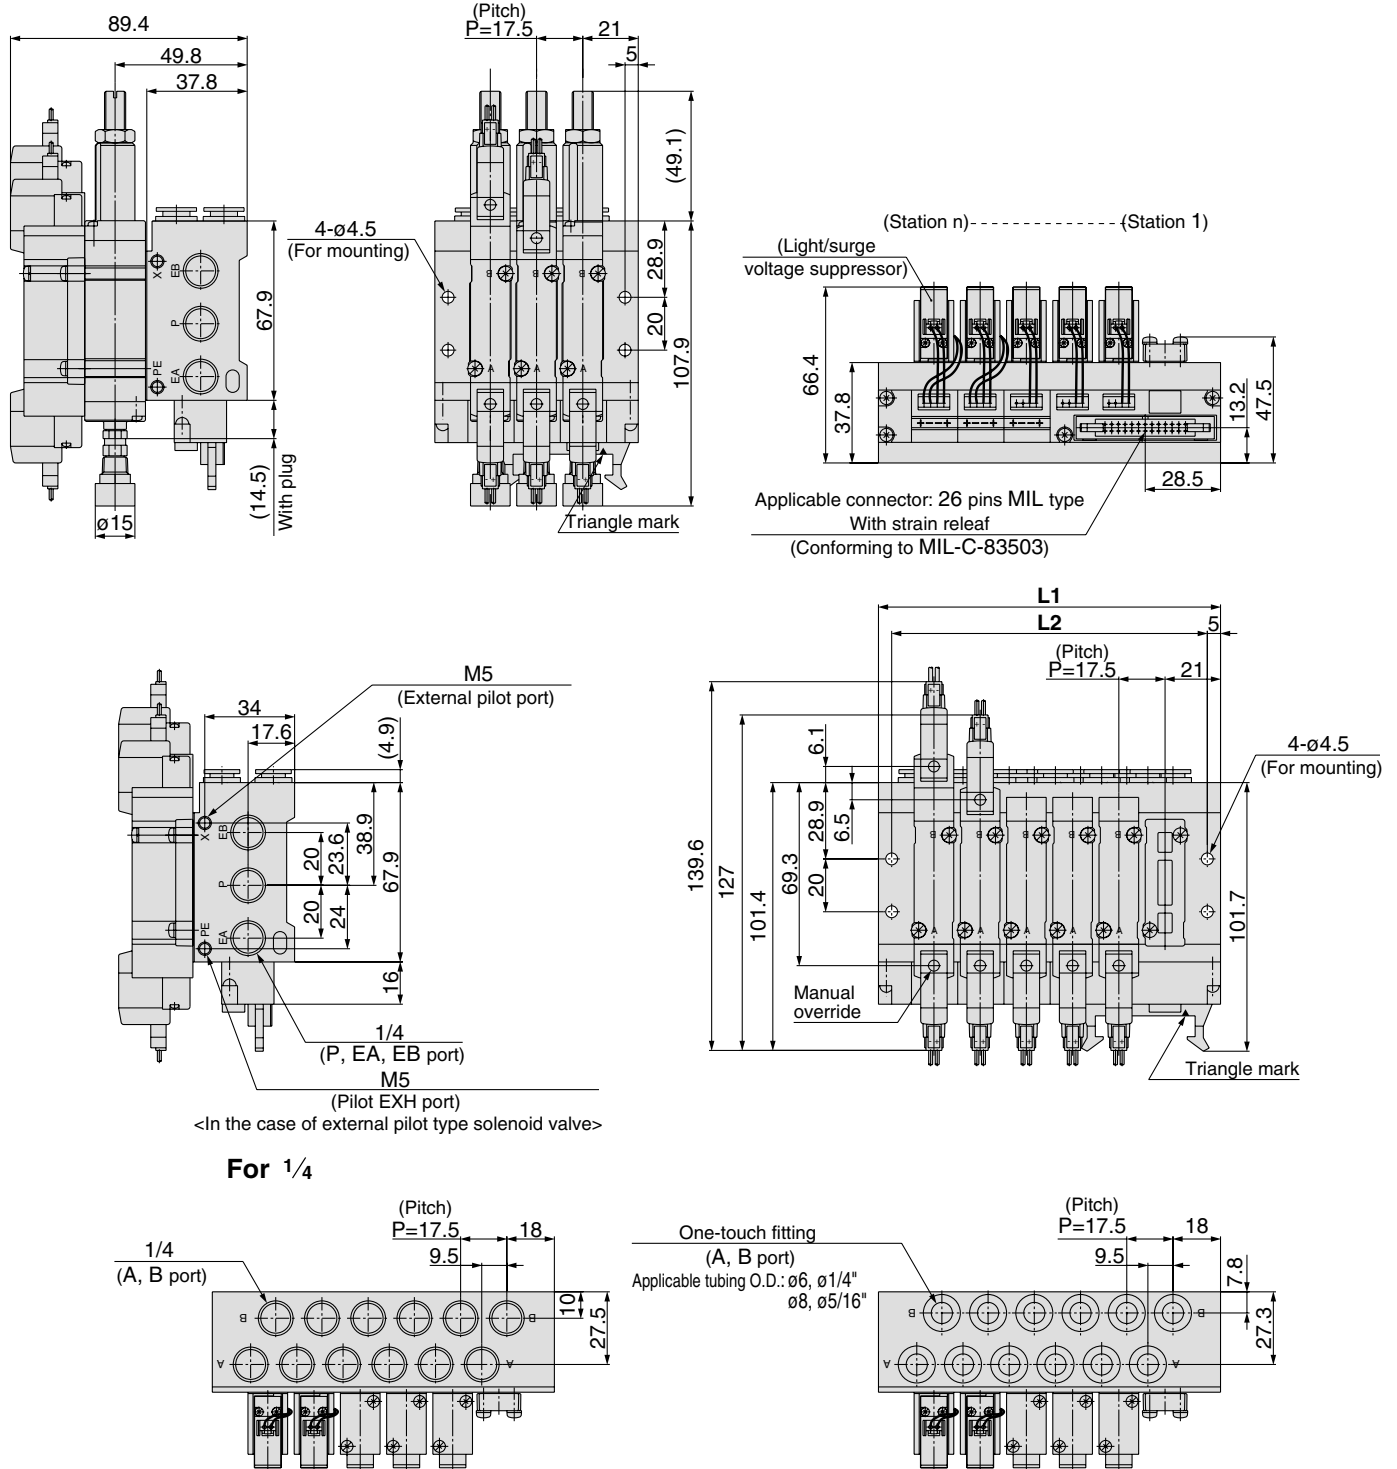 89.4
49.8
37.8
X
EB
P
PE
EA
67.9
(14.5)
With plug
ø15
(Pitch)
P=17.5
21
5
4-ø4.5
(For mounting)
(49.1)
28.9
20
107.9
B
B
B
A
A
A
Triangle mark
(Station n)
(Station 1)
(Light/surge
voltage suppressor)
66.4
37.8
13.2
47.5
28.5
Applicable connector: 26 pins MIL type
With strain releaf
(Conforming to MIL-C-83503)
M5
(External pilot port)
34
17.6
(4.9)
X
EB
P
PE
EA
20
23.6
38.9
67.9
20
24
16
1/4
(P, EA, EB port)
M5
(Pilot EXH port)
<In the case of external pilot type solenoid valve>
L1
L2
5
(Pitch)
P=17.5
21
4-ø4.5
(For mounting)
6.1
28.9
6.5
139.6
127
101.4
69.3
20
101.7
B
B
B
B
B
A
A
A
A
A
Manual
override
Triangle mark
For 1/4
(Pitch)
P=17.5
18
9.5
1/4
(A, B port)
B
B
A
A
10
27.5
(Pitch)
P=17.5
18
9.5
One-touch fitting
(A, B port)
Applicable tubing O.D.: ø6, ø1/4"
ø8, ø5/16"
7.8
27.3
B
B
A
A